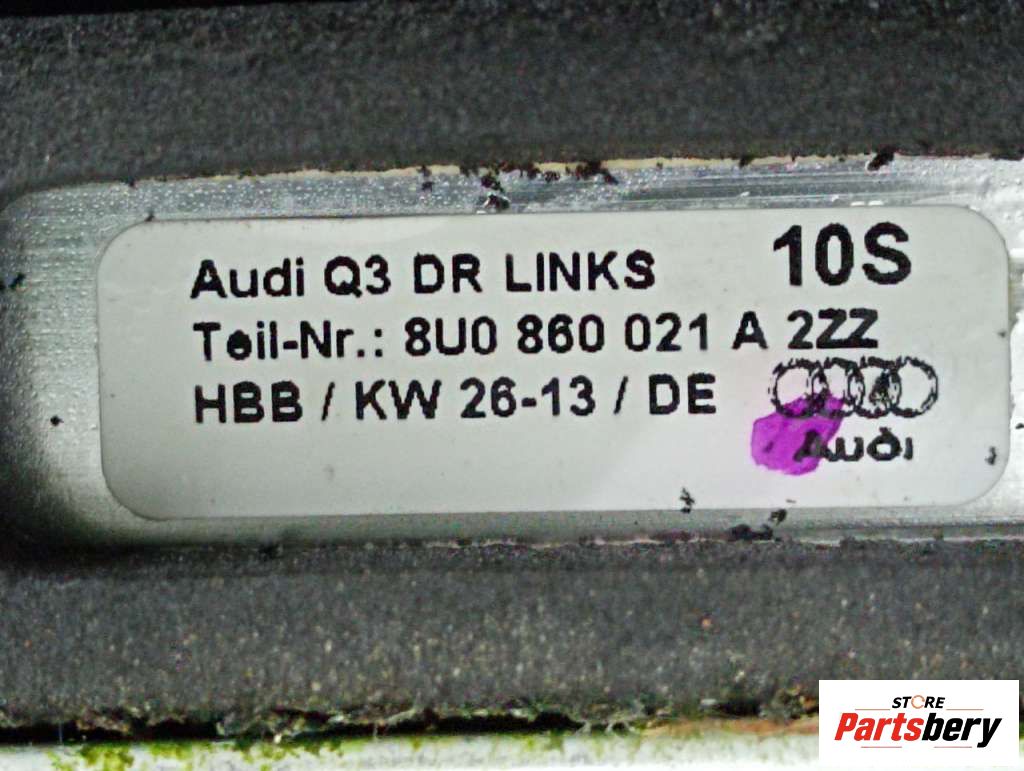 Audi Q3 DR LINKS 10S
Teil-Nr.: 8U0 860 021 A 2ZZ
HBB / KW 26-13 / DE
Audi
STORE
Partsbery